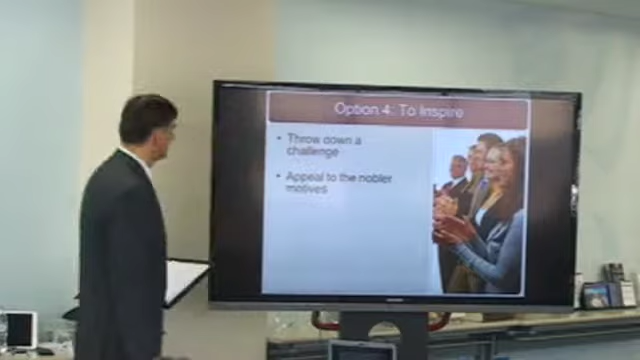 Option 4: To Inspire
• Throw down a
challenge
• Appeal to the nobler
motives